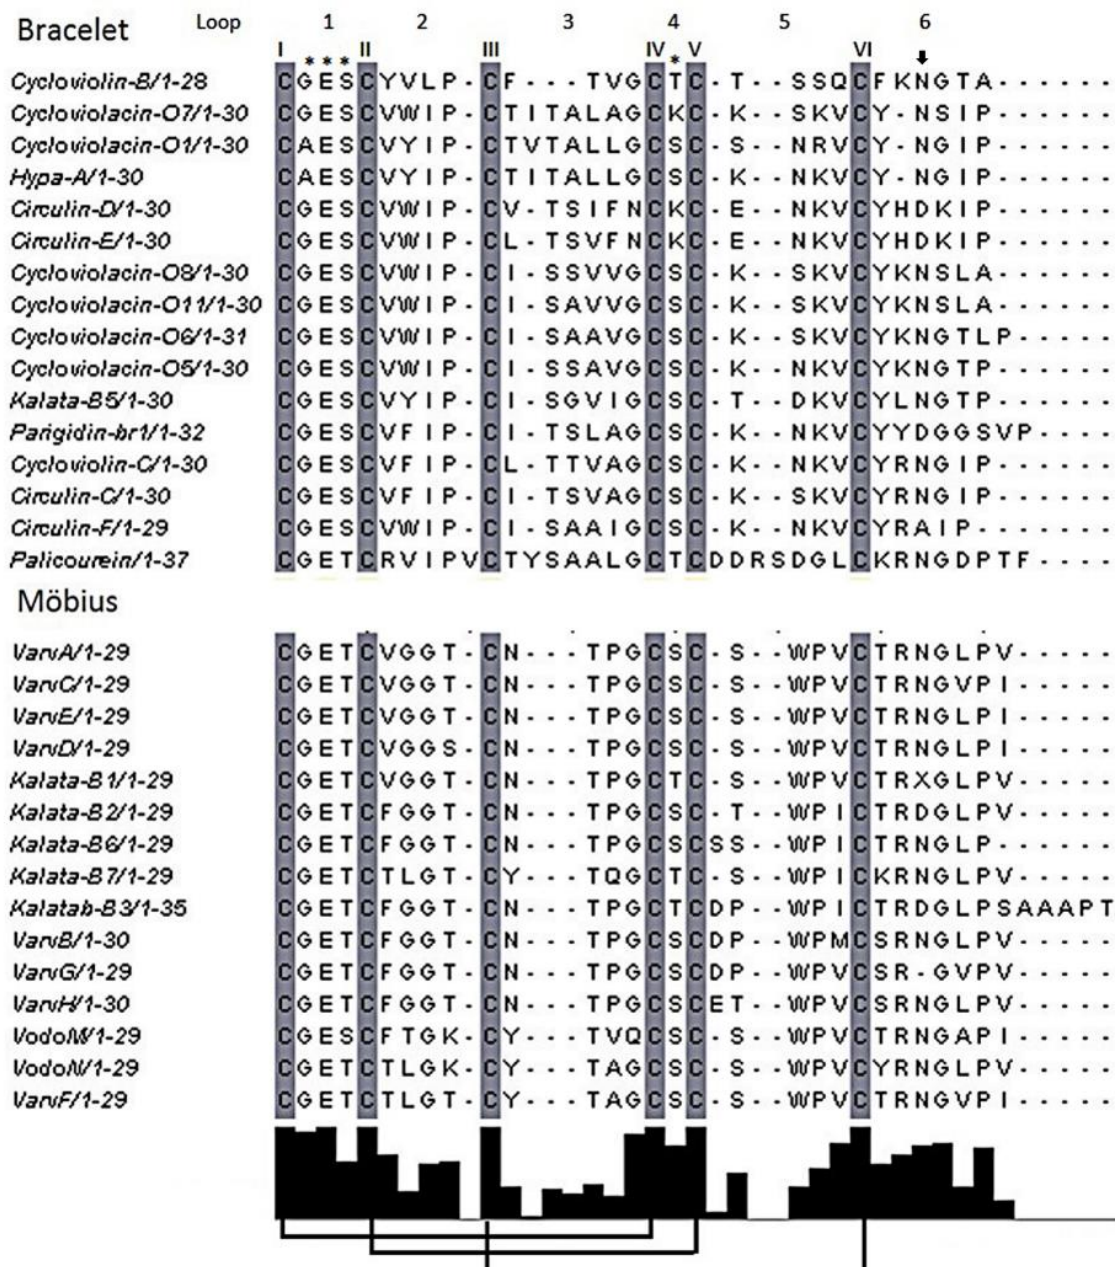 Bracelet Loop 1 2 3 4 5 6
I * * * II III IV * V VI
Cycloviolin-B/1-28 CGESCYVLP-CF---TVGCTC-T--SSQCFKNGTA------
Cycloviolacin-O7/1-30 CGESCVWIP-CTITALAGCKC-K--SKVCY-NSIP------
Cycloviolacin-O1/1-30 CAESCVYIP-CTVTALLGCSC-S--NRVCY-NGIP------
Hypa-A/1-30 CAESCVYIP-CTITALLGCSC-K--NKVCY-NGIP------
Circulin-D/1-30 CGESCVWIP-CV-TSIFNCKC-E--NKVCYHDKIP------
Circulin-E/1-30 CGESCVWIP-CL-TSVFNCKC-E--NKVCYHDKIP------
Cycloviolacin-O8/1-30 CGESCVWIP-CI-SSVVGCSC-K--SKVCYKNSLA------
Cycloviolacin-O11/1-30 CGESCVWIP-CI-SAVVGCSC-K--SKVCYKNSLA------
Cycloviolacin-O6/1-31 CGESCVWIP-CI-SAAVGCSC-K--NKVCYKNGTLP-----
Cycloviolacin-O5/1-30 CGESCVWIP-CI-SSAVGCSC-K--NKVCYKNGTP------
Kalata-B5/1-30 CGESCVYIP-CI-SGVIGCSC-T--DKVCYLNGTP------
Parigidin-br1/1-32 CGESCVFIP-CI-TSLAGCSC-K--NKVCYYDGGSVP----
Cycloviolin-C/1-30 CGESCVFIP-CL-TTVAGCSC-K--NKVCYRNGIP------
Circulin-C/1-30 CGESCVFIP-CI-TSVAGCSC-K--SKVCYRNGIP------
Circulin-F/1-29 CGESCVWIP-CI-SAAIGCSC-K--NKVCYRAIP-------
Palicourein/1-37 CGETCRVIPVCTYSAALGCTCDDRSDGLCKRNGDPTF----
Möbius
VarvA/1-29 CGETCVGGT-CN---TPGCSC-S--WPVCTRNGLPV-----
VarvC/1-29 CGETCVGGT-CN---TPGCSC-S--WPVCTRNGVPI-----
VarvE/1-29 CGETCVGGT-CN---TPGCSC-S--WPVCTRNGLPI-----
VarvD/1-29 CGETCVGGS-CN---TPGCSC-S--WPVCTRNGLPI-----
Kalata-B1/1-29 CGETCVGGT-CN---TPGCTC-S--WPVCTRXGLPV-----
Kalata-B2/1-29 CGETCFGGT-CN---TPGCSC-T--WPICTRDGLPV-----
Kalata-B6/1-29 CGETCFGGT-CN---TPGCSCSS--WPICTRNGLP------
Kalata-B7/1-29 CGETCTLGT-CY---TQGCTC-S--WPICKRNGLPV-----
Kalatab-B3/1-35 CGETCFGGT-CN---TPGCTCDP--WPICTRDGLPSAAAPT
VarvB/1-30 CGETCFGGT-CN---TPGCSCDP--WPMCSRNGLPV-----
VarvG/1-29 CGETCFGGT-CN---TPGCSCDP--WPVCSR-GVPV-----
VarvH/1-30 CGETCFGGT-CN---TPGCSCET--WPVCSRNGLPV-----
VodoM/1-29 CGESCFTGK-CY---TVQCSC-S--WPVCTRNGAPI-----
VodoN/1-29 CGETCTLGK-CY---TAGCSC-S--WPVCYRNGLPV-----
VarvF/1-29 CGETCTLGT-CY---TAGCSC-S--WPVCTRNGVPI-----